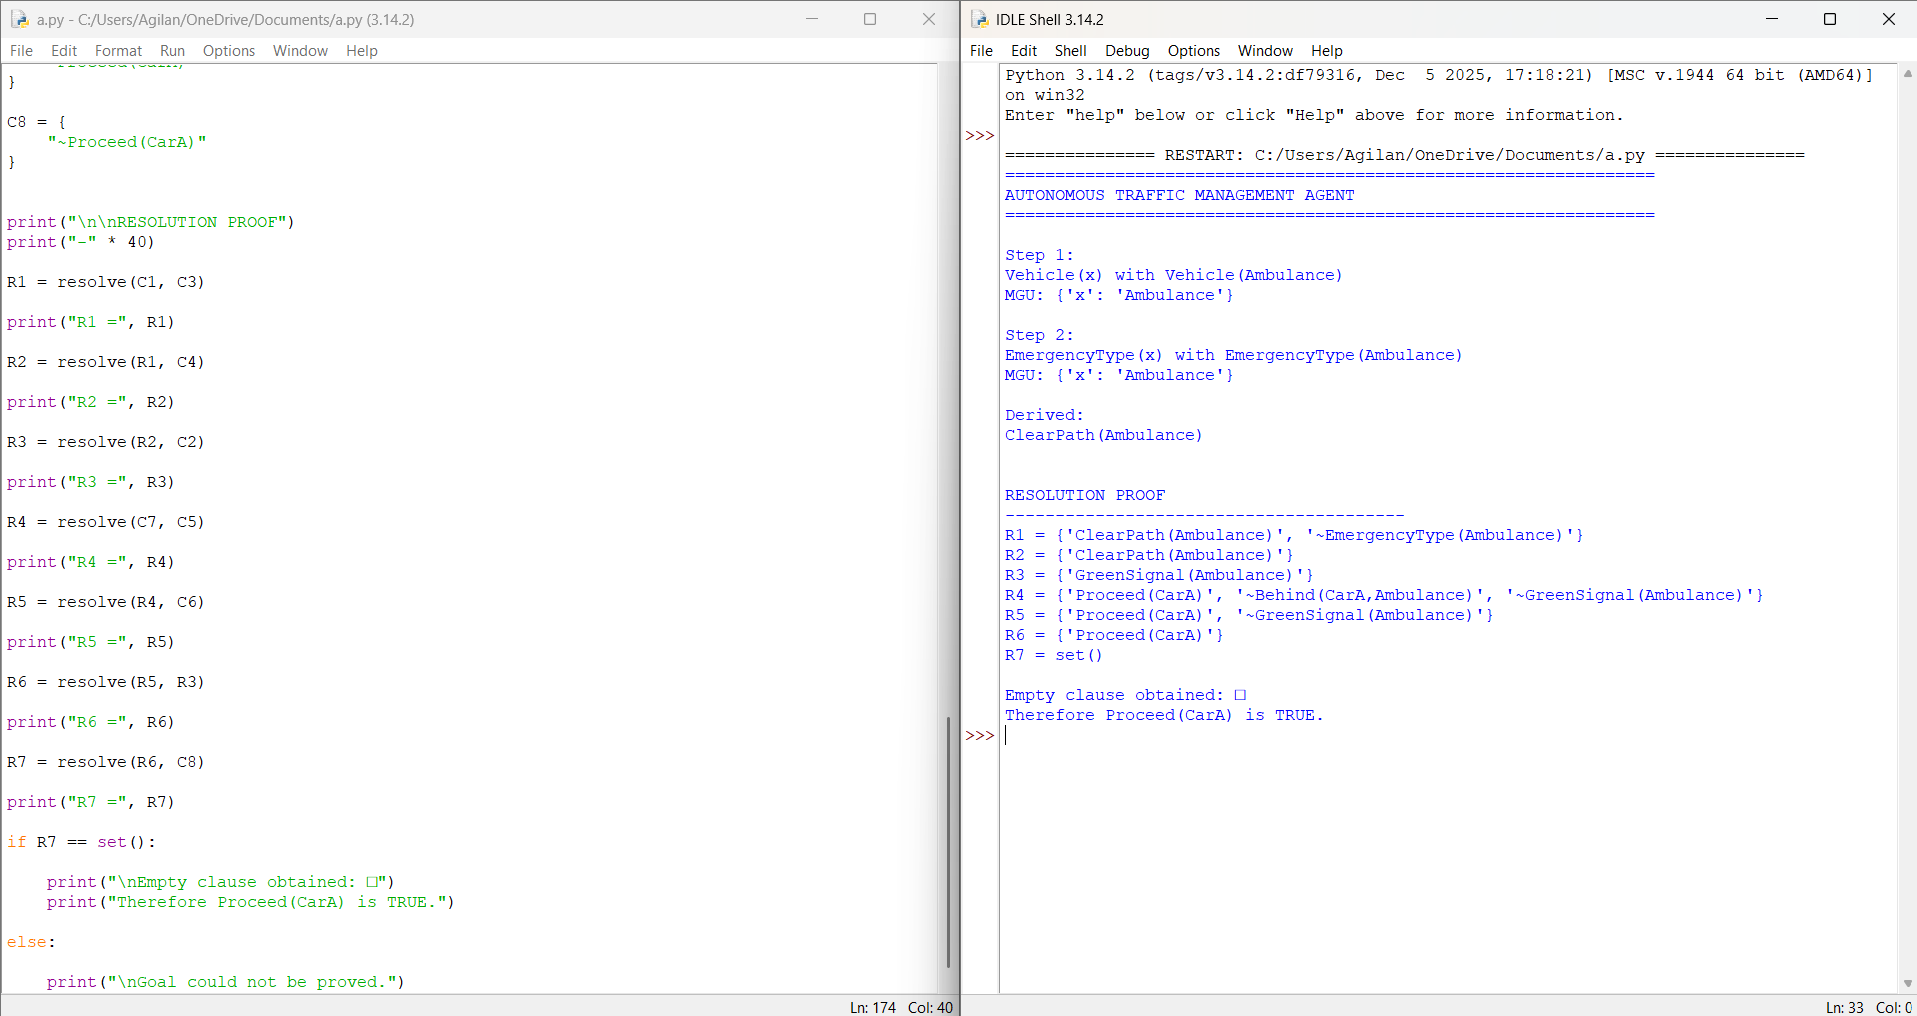 a.py - C:/Users/Agilan/OneDrive/Documents/a.py (3.14.2)
File Edit Format Run Options Window Help
}
C8 = {
    "~Proceed(CarA)"
}
print("\n\nRESOLUTION PROOF")
print("-" * 40)
R1 = resolve(C1, C3)
print("R1 =", R1)
R2 = resolve(R1, C4)
print("R2 =", R2)
R3 = resolve(R2, C2)
print("R3 =", R3)
R4 = resolve(C7, C5)
print("R4 =", R4)
R5 = resolve(R4, C6)
print("R5 =", R5)
R6 = resolve(R5, R3)
print("R6 =", R6)
R7 = resolve(R6, C8)
print("R7 =", R7)
if R7 == set():
    print("\nEmpty clause obtained: □")
    print("Therefore Proceed(CarA) is TRUE.")
else:
    print("\nGoal could not be proved.")
Ln: 174 Col: 40
IDLE Shell 3.14.2
File Edit Shell Debug Options Window Help
Python 3.14.2 (tags/v3.14.2:df79316, Dec  5 2025, 17:18:21) [MSC v.1944 64 bit (AMD64)]
on win32
Enter "help" below or click "Help" above for more information.
>>>
=============== RESTART: C:/Users/Agilan/OneDrive/Documents/a.py ===============
=================================================================
AUTONOMOUS TRAFFIC MANAGEMENT AGENT
=================================================================
Step 1:
Vehicle(x) with Vehicle(Ambulance)
MGU: {'x': 'Ambulance'}
Step 2:
EmergencyType(x) with EmergencyType(Ambulance)
MGU: {'x': 'Ambulance'}
Derived:
ClearPath(Ambulance)
RESOLUTION PROOF
----------------------------------------
R1 = {'ClearPath(Ambulance)', '~EmergencyType(Ambulance)'}
R2 = {'ClearPath(Ambulance)'}
R3 = {'GreenSignal(Ambulance)'}
R4 = {'Proceed(CarA)', '~Behind(CarA,Ambulance)', '~GreenSignal(Ambulance)'}
R5 = {'Proceed(CarA)', '~GreenSignal(Ambulance)'}
R6 = {'Proceed(CarA)'}
R7 = set()
Empty clause obtained: □
Therefore Proceed(CarA) is TRUE.
>>>
Ln: 33 Col: 0